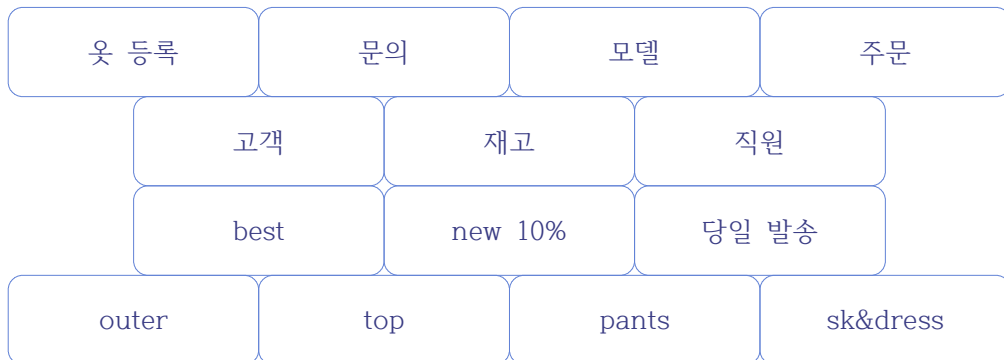 옷 등록 문의 모델 주문
고객 재고 직원
best new 10% 당일 발송
outer top pants sk&dress